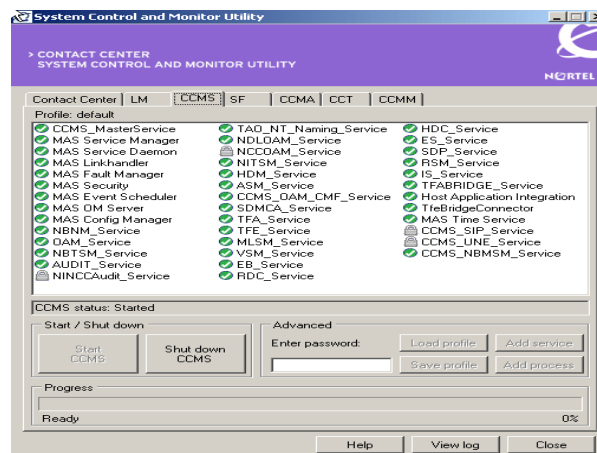 System Control and Monitor Utility
> CONTACT CENTER
SYSTEM CONTROL AND MONITOR UTILITY
NORTEL
Contact Center LM CCMS SF CCMA CCT CCMM
Profile: default
CCMS_MasterService TAO_NT_Naming_Service HDC_Service
MAS Service Manager NDLOAM_Service ES_Service
MAS Service Daemon NCCOAM_Service SDP_Service
MAS Linkhandler NITSM_Service RSM_Service
MAS Fault Manager HDM_Service IS_Service
MAS Security ASM_Service TFABRIDGE_Service
MAS Event Scheduler CCMS_OAM_CMF_Service Host Application Integration
MAS OM Server SDMCA_Service TfeBridgeConnector
MAS Config Manager TFA_Service MAS Time Service
NBNM_Service TFE_Service CCMS_SIP_Service
OAM_Service MLSM_Service CCMS_UNE_Service
NBTSM_Service VSM_Service CCMS_NBMSM_Service
AUDIT_Service EB_Service
NINCCAudit_Service RDC_Service
CCMS status: Started
Start / Shut down Advanced
Start CCMS Shut down CCMS Enter password: Load profile Add service
Save profile Add process
Progress
Ready 0%
Help View log Close